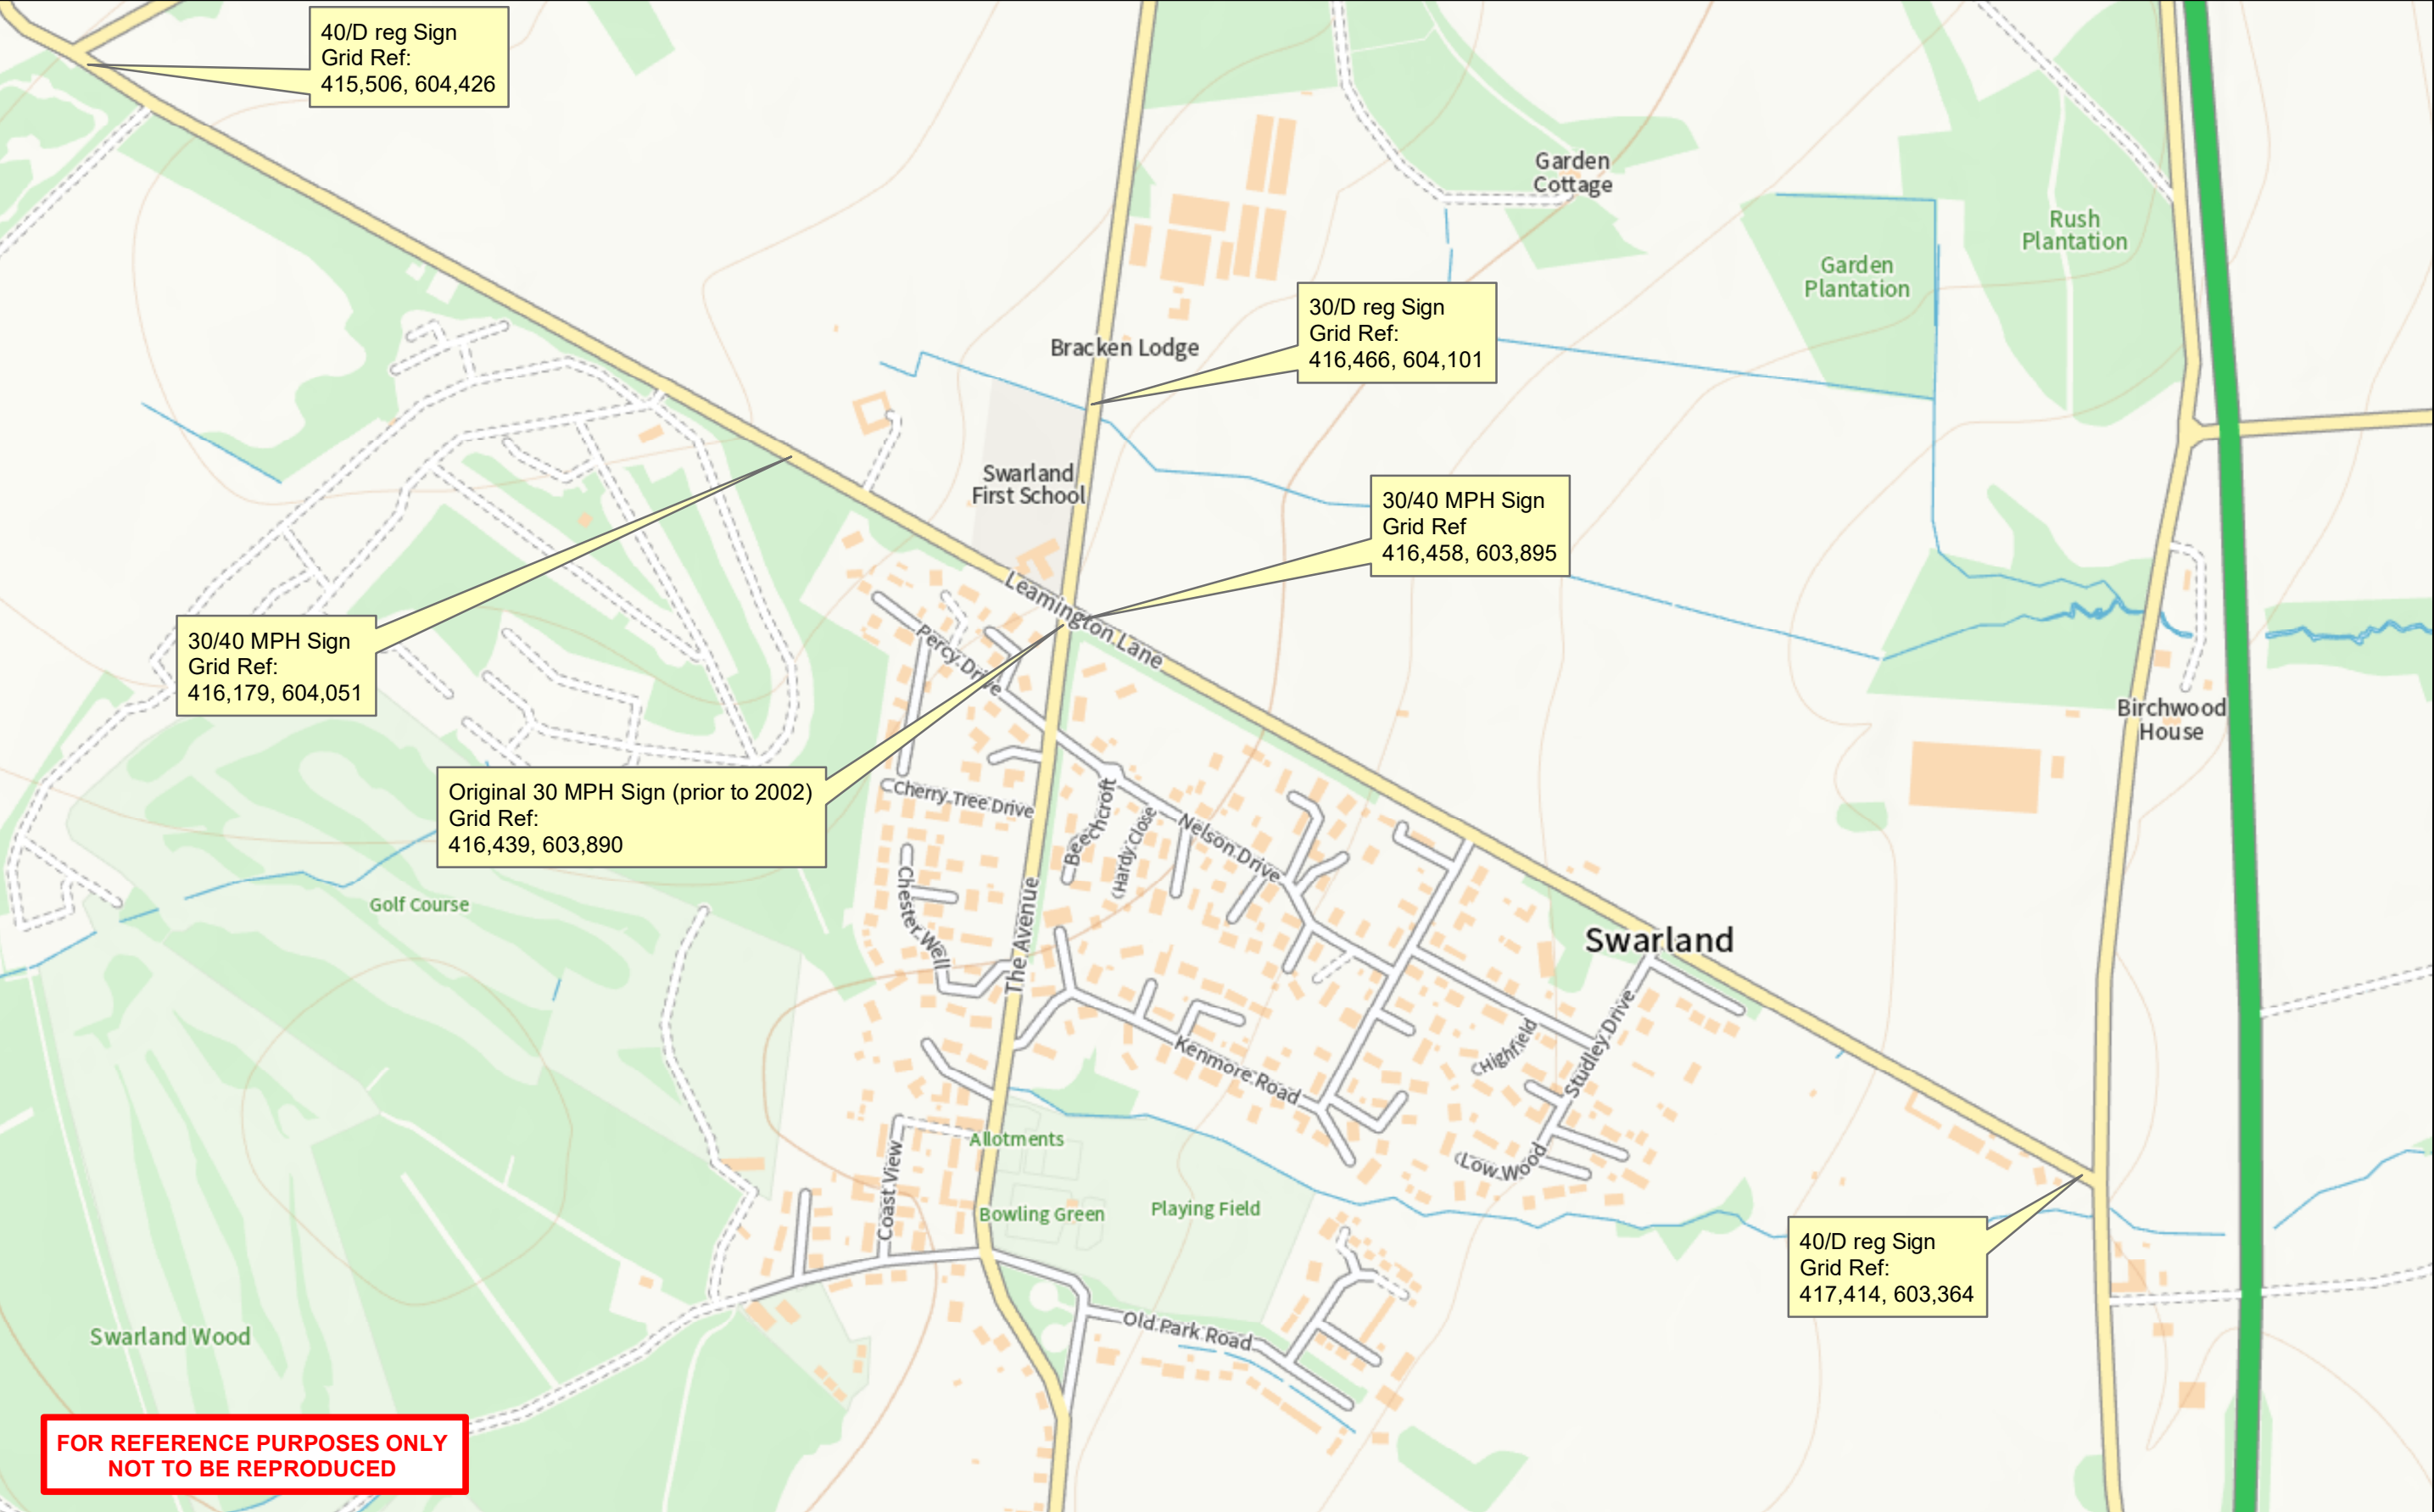 40/D reg Sign
Grid Ref:
415,506, 604,426
Garden
Cottage
Rush
Plantation
Garden
Plantation
30/D reg Sign
Grid Ref:
416,466, 604,101
Bracken Lodge
Swarland
First School
30/40 MPH Sign
Grid Ref
416,458, 603,895
Leamington Lane
30/40 MPH Sign
Grid Ref:
416,179, 604,051
Percy Drive
Birchwood
House
Original 30 MPH Sign (prior to 2002)
Grid Ref:
416,439, 603,890
Cherry Tree Drive
Beechcroft
Hardy Close
Nelson Drive
Chester Well
Golf Course
The Avenue
Swarland
Kenmore Road
Highfield
Studley Drive
Allotments
Low Wood
Coast View
Bowling Green
Playing Field
40/D reg Sign
Grid Ref:
417,414, 603,364
Old Park Road
Swarland Wood
FOR REFERENCE PURPOSES ONLY
NOT TO BE REPRODUCED